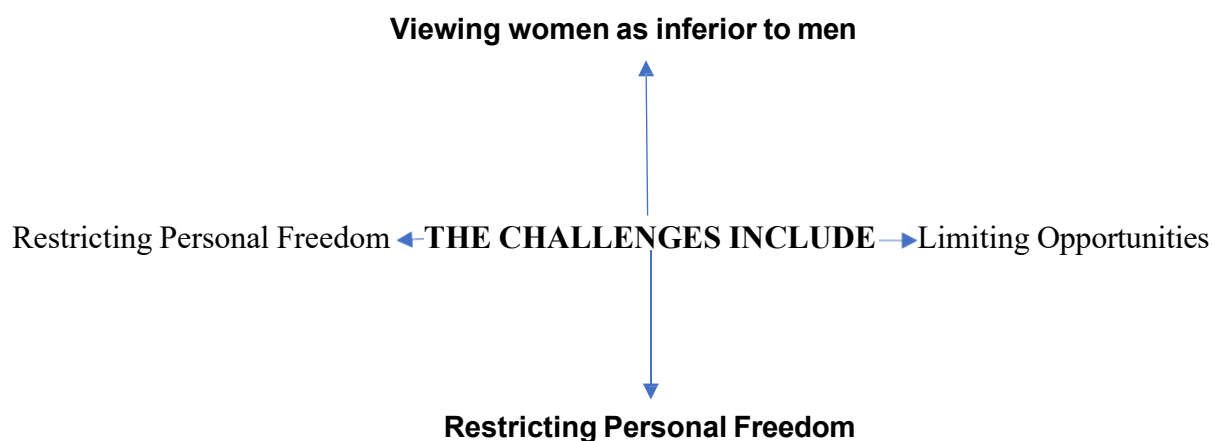 Viewing women as inferior to men
Restricting Personal Freedom THE CHALLENGES INCLUDE Limiting Opportunities
Restricting Personal Freedom